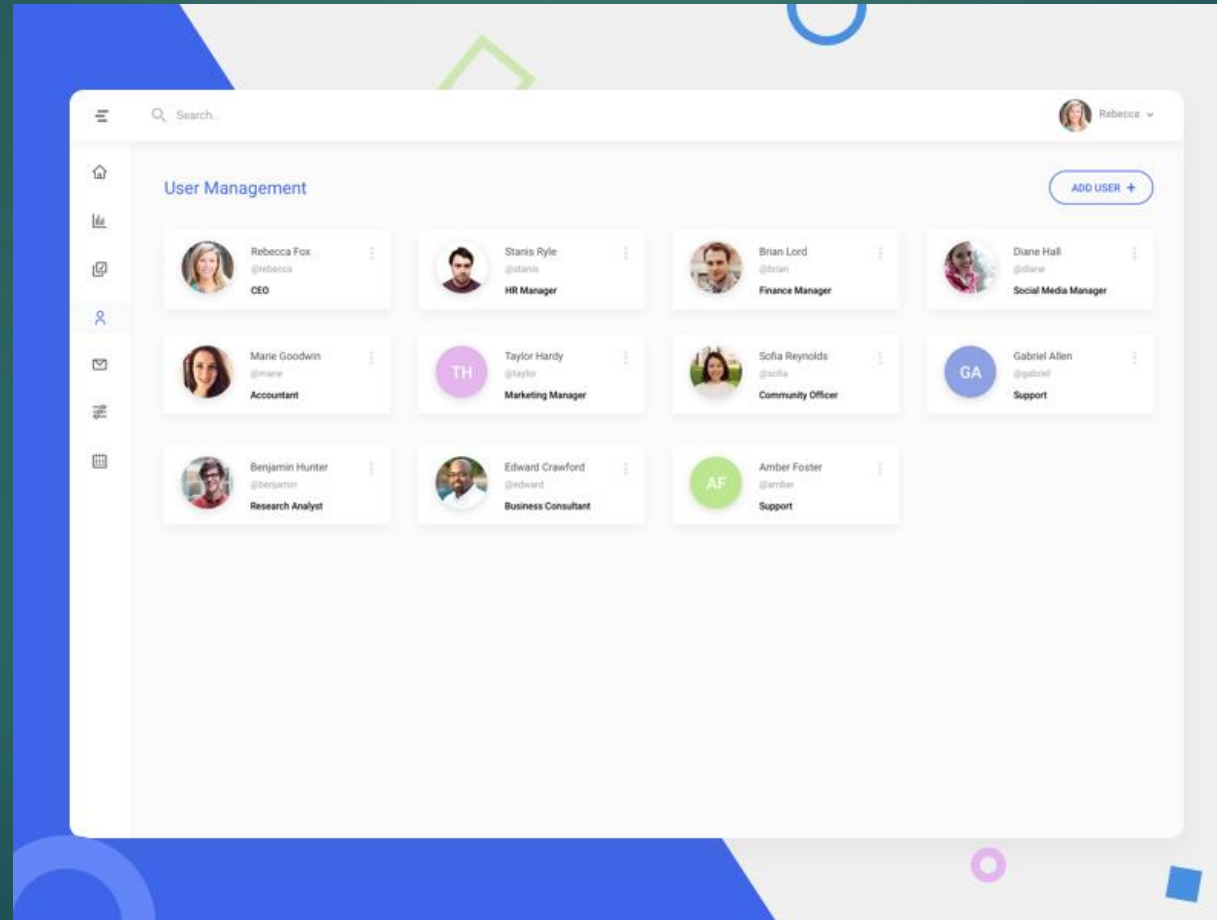 Search..
Rebecca
User Management
ADD USER +
Rebecca Fox
@rebecca
CEO
Stanis Ryle
@stanis
HR Manager
Brian Lord
@brian
Finance Manager
Diane Hall
@diane
Social Media Manager
Marie Goodwin
@marie
Accountant
TH
Taylor Hardy
@taylor
Marketing Manager
Sofia Reynolds
@sofia
Community Officer
GA
Gabriel Allen
@gabriel
Support
Benjamin Hunter
@benjamin
Research Analyst
Edward Crawford
@edward
Business Consultant
AF
Amber Foster
@amber
Support